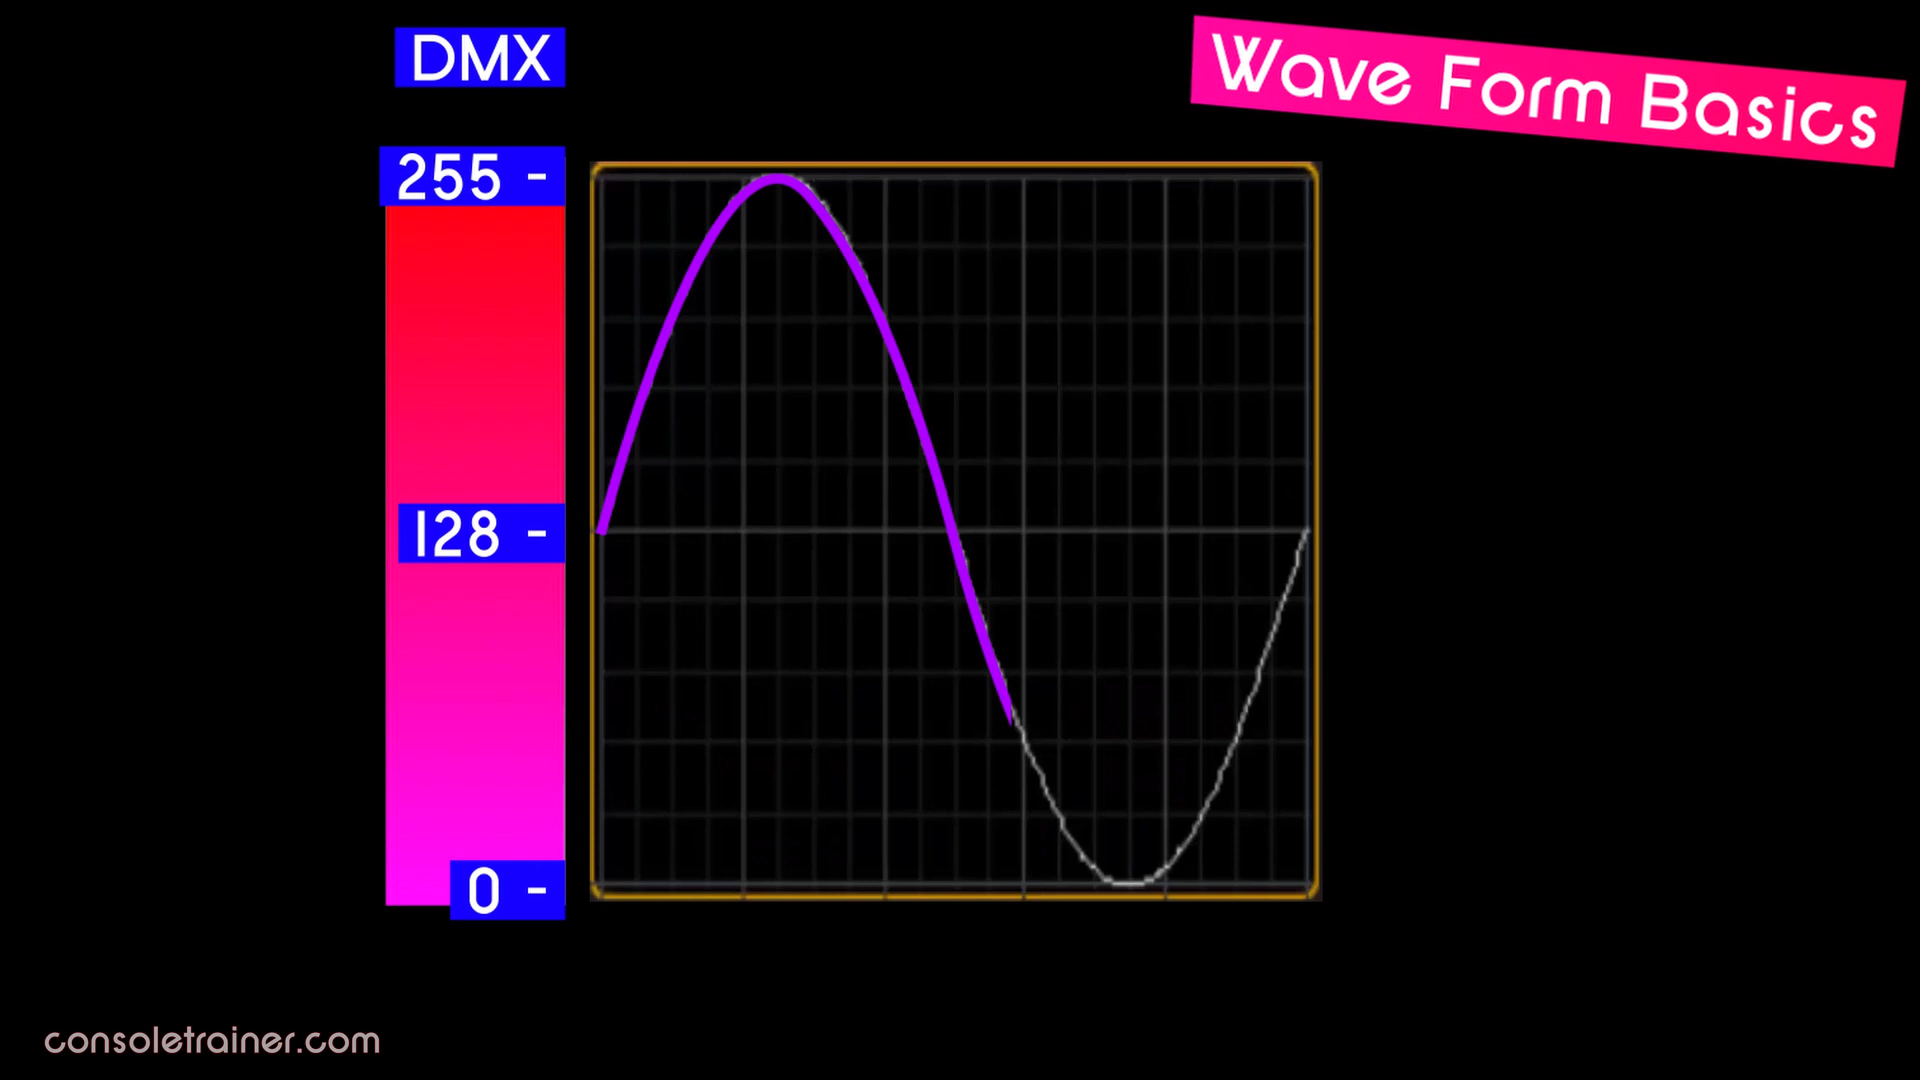 DMX
Wave Form Basics
255 -
128 -
0 -
consoletrainer.com